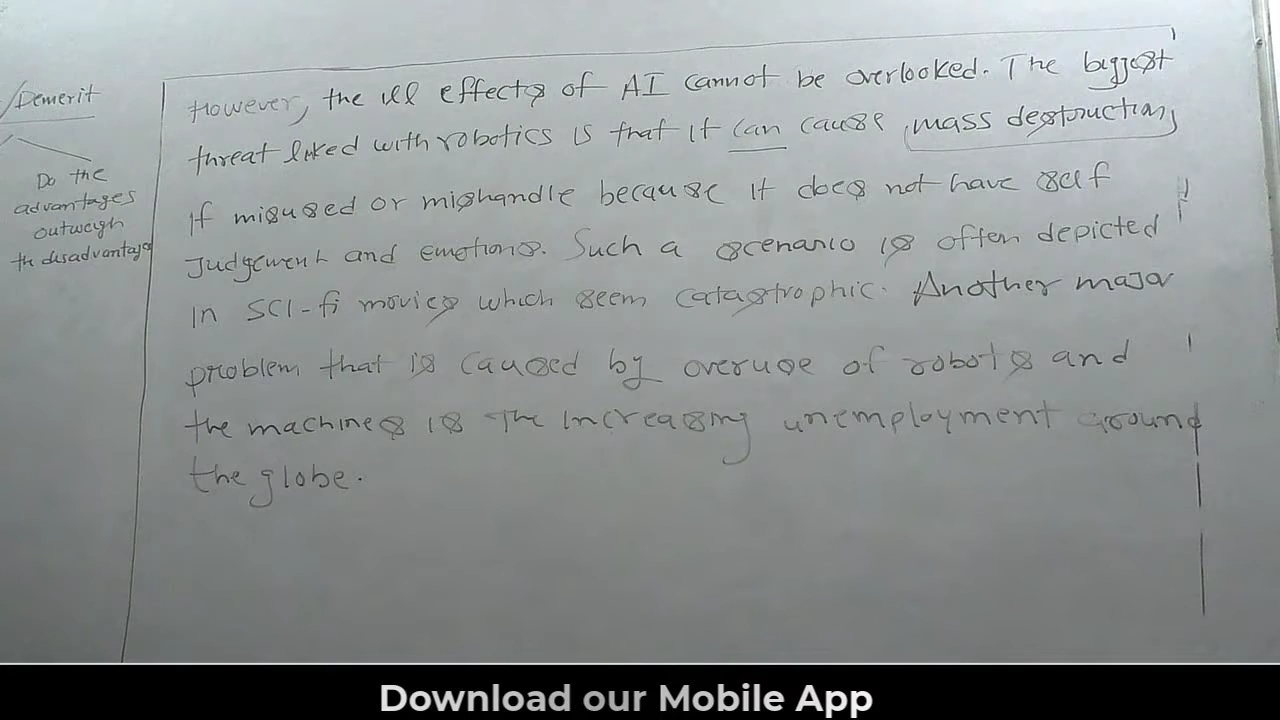 Demerit
Do the
advantages
outweigh
the disadvantages
However, the ill effects of AI cannot be overlooked. The biggest
threat liked with robotics is that it can cause mass destruction,
if misused or mishandle because it does not have self
Judgement and emotions. Such a scenario is often depicted
in sci-fi movies which seem catastrophic. Another major
problem that is caused by overuse of robots and
the machines is the increasing unemployment around
the globe.
Download our Mobile App